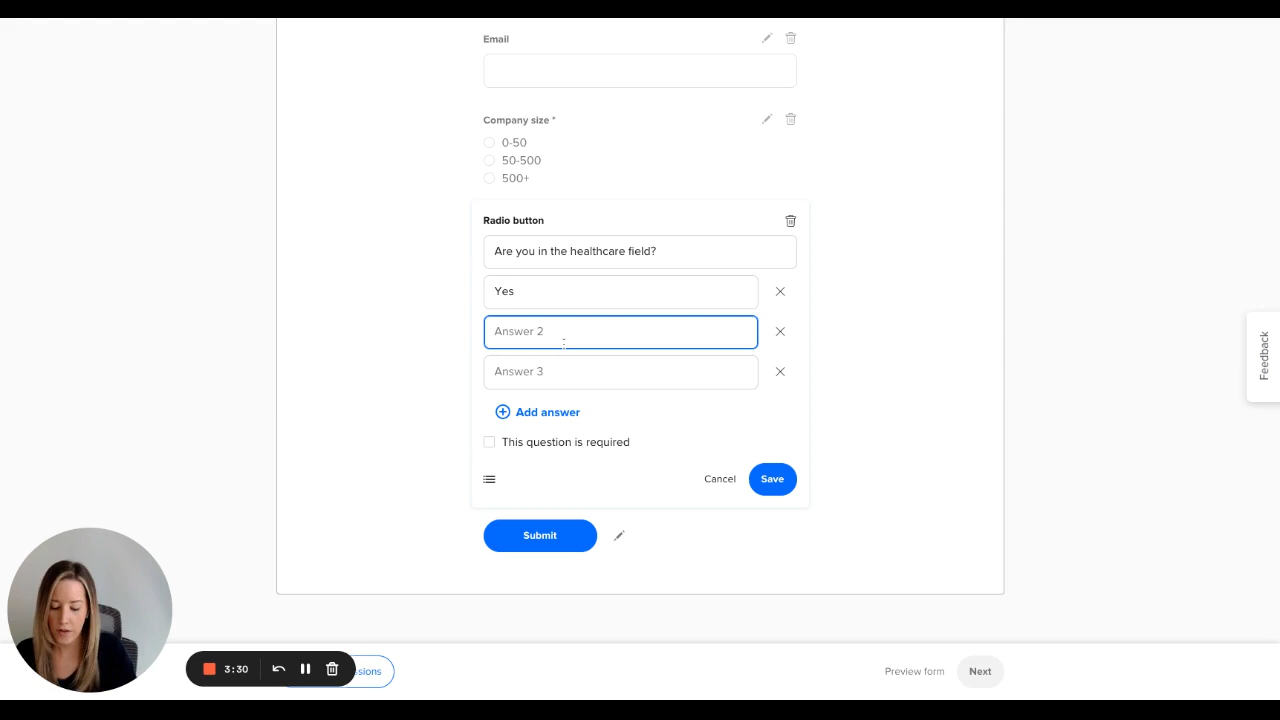 Email
Company size *
0-50
50-500
500+
Radio button
Are you in the healthcare field?
Yes
Answer 2
Answer 3
Add answer
This question is required
Cancel
Save
Submit
Feedback
3:30
sions
Preview form
Next